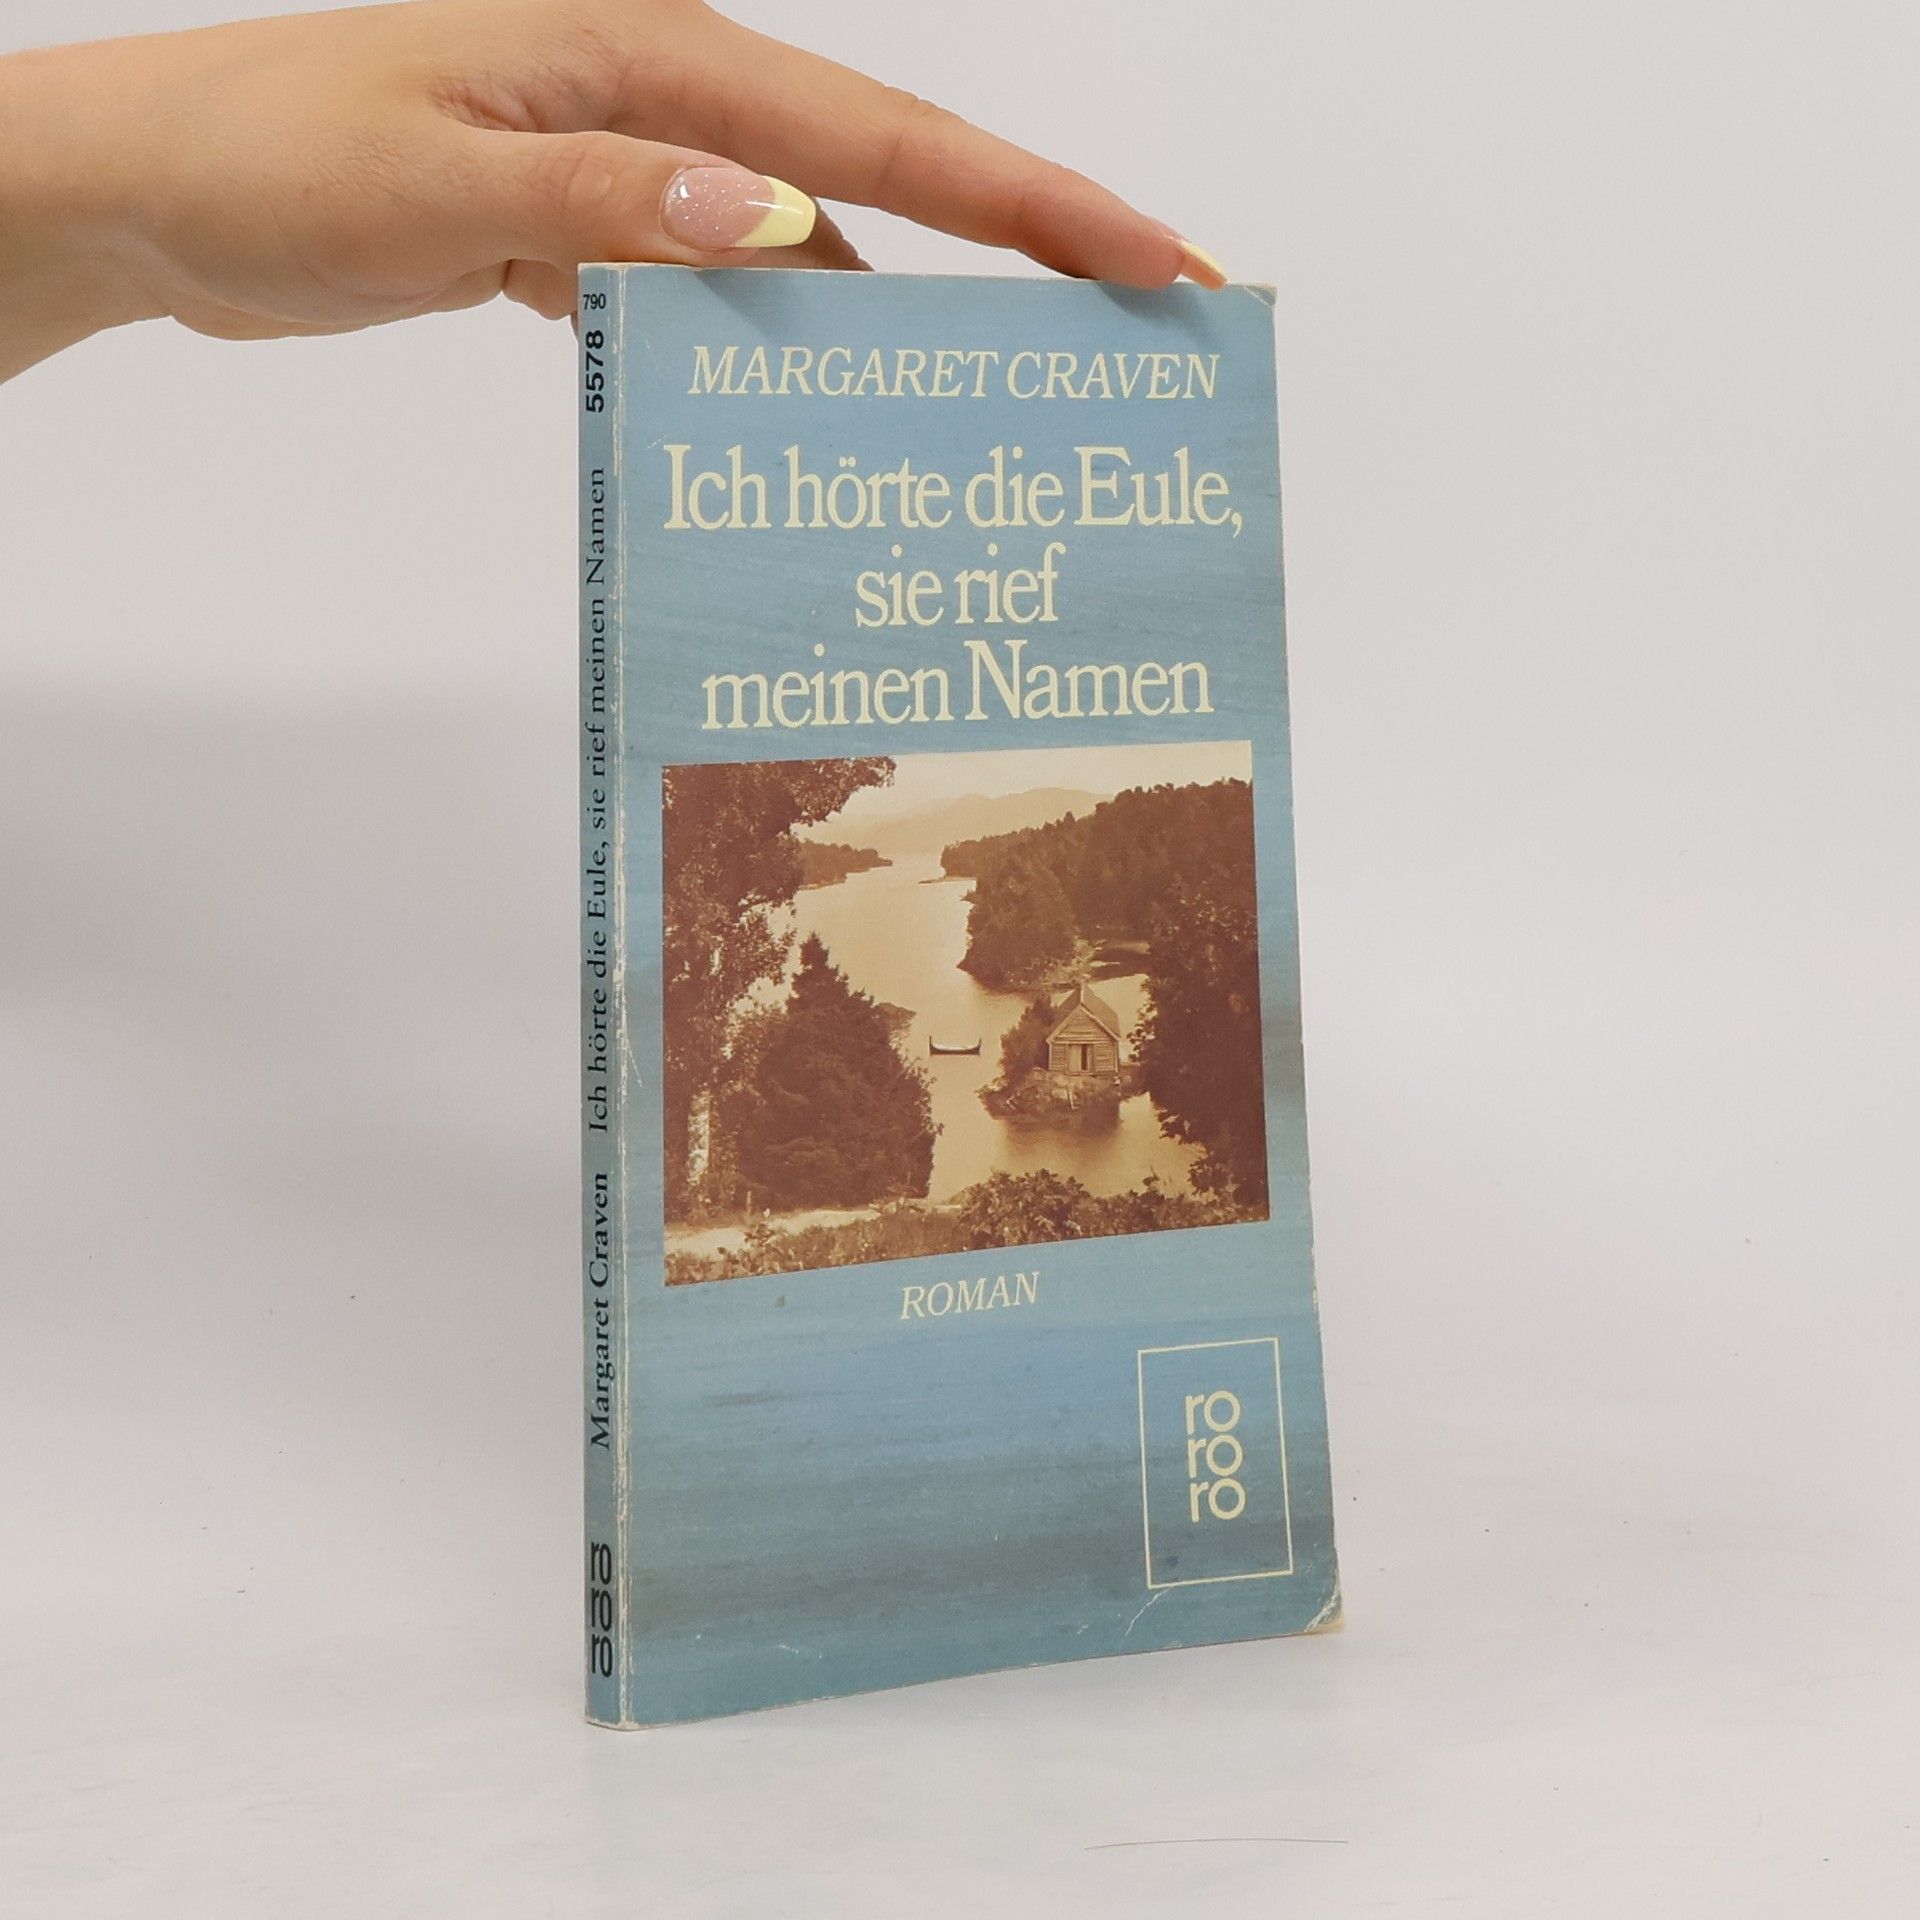 MARGARET CRAVEN
Ich hörte die Eule,
sie rief
meinen Namen
ROMAN
ro
ro
ro
790
5578
Margaret Craven Ich hörte die Eule, sie rief meinen Namen
ro
ro
ro